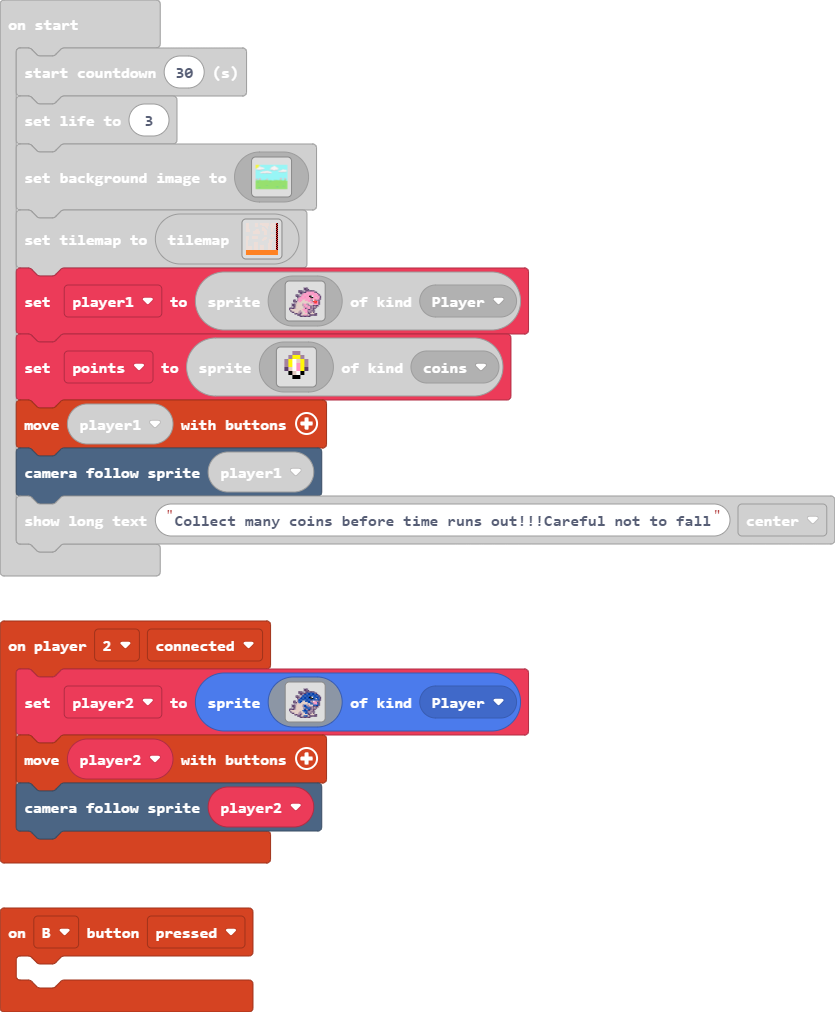 on start
start countdown 30 (s)
set life to 3
set background image to
set tilemap to tilemap
set player1 to sprite of kind Player
set points to sprite of kind coins
move player1 with buttons
camera follow sprite player1
show long text "Collect many coins before time runs out!!!Careful not to fall" center
on player 2 connected
set player2 to sprite of kind Player
move player2 with buttons
camera follow sprite player2
on B button pressed